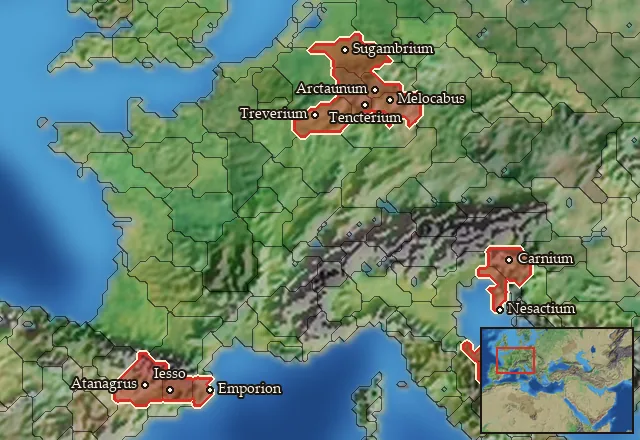 Sugambrium
Arctaunum
Melocabus
Treverium
Tencterium
Carnium
Nesactium
Iesso
Atanagrus
Emporion